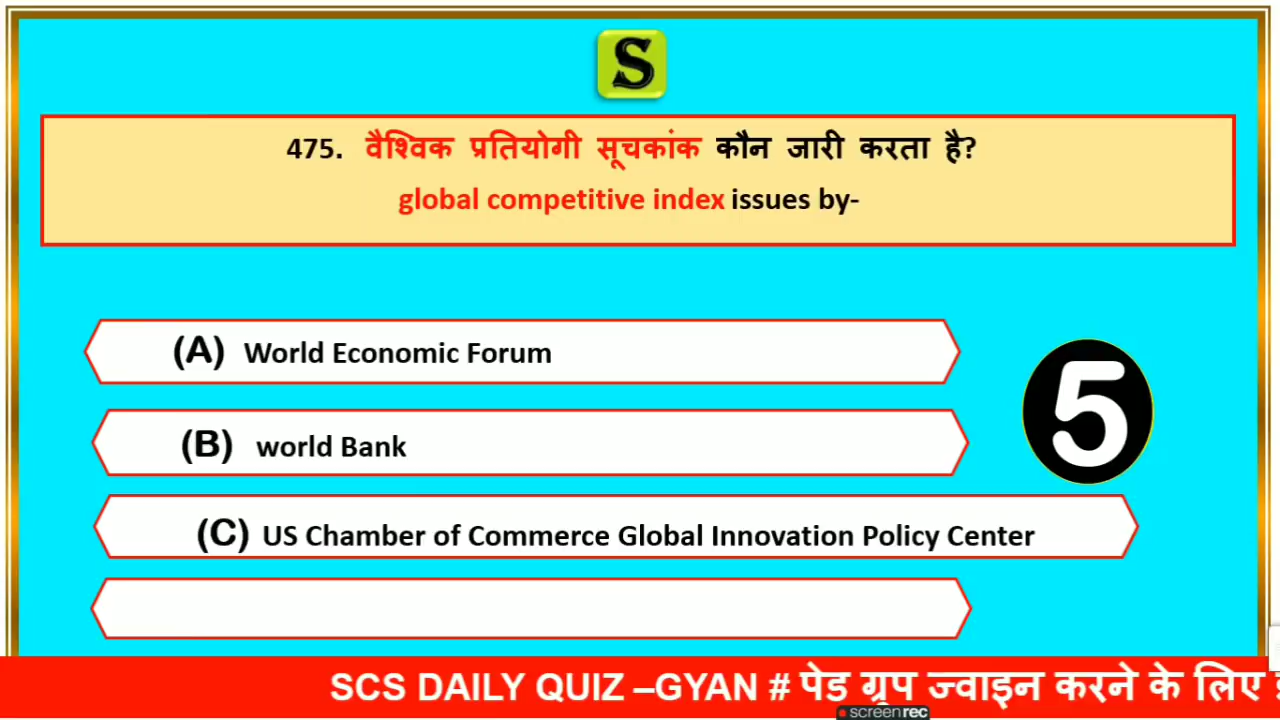 S
475. वैश्विक प्रतियोगी सूचकांक कौन जारी करता है?
global competitive index issues by-
(A) World Economic Forum
(B) world Bank
5
(C) US Chamber of Commerce Global Innovation Policy Center
SCS DAILY QUIZ –GYAN # पेड ग्रूप ज्वाइन करने के लिए
screenrec